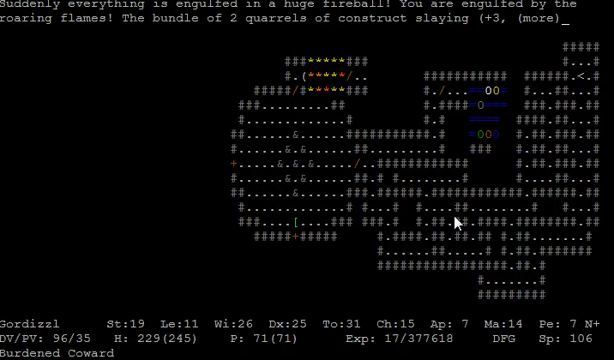 Suddenly everything is engulfed in a huge fireball! You are engulfed by the
roaring flames! The bundle of 2 quarrels of construct slaying (+3, (more)_
Gordizzl St:19 Le:11 Wi:26 Dx:25 To:31 Ch:15 Ap: 7 Ma:14 Pe: 7 N+
DV/PV: 96/35 H: 229(245) P: 71(71) Exp: 17/377618 DFG Sp: 106
Burdened Coward